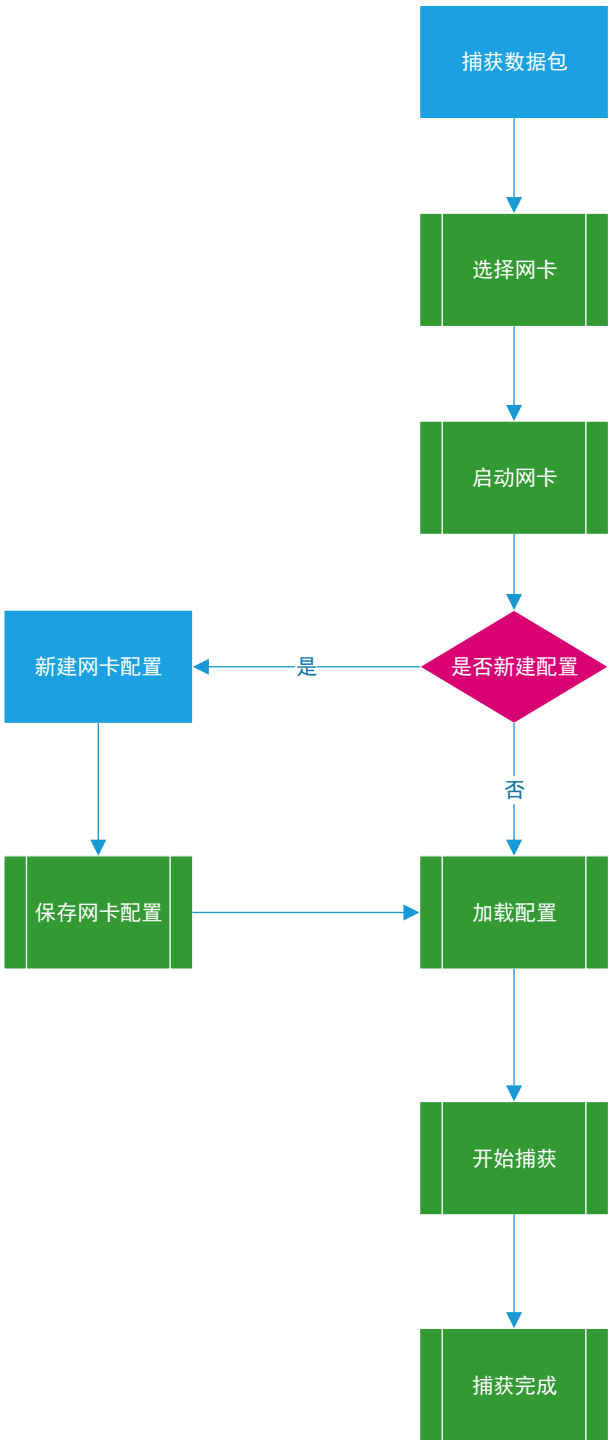 捕获数据包
选择网卡
启动网卡
是否新建配置
是
新建网卡配置
否
保存网卡配置
加载配置
开始捕获
捕获完成